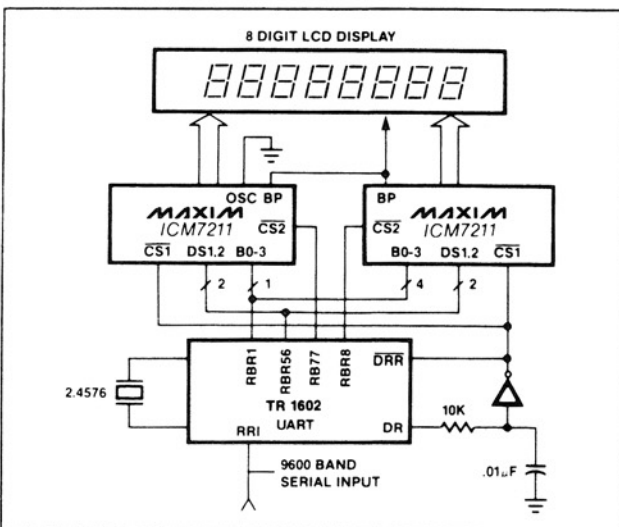 8 DIGIT LCD DISPLAY
88888888
OSC BP
BP
MAXIM
ICM7211
CS2
CS1 DS1,2 B0-3
MAXIM
ICM7211
CS2
B0-3 DS1,2 CS1
2
1
4
2
RBR1
RBR56
RB77
RBR8
DRR
2.4576
TR 1602
UART
RRI
DR
10K
.01µF
9600 BAND
SERIAL INPUT